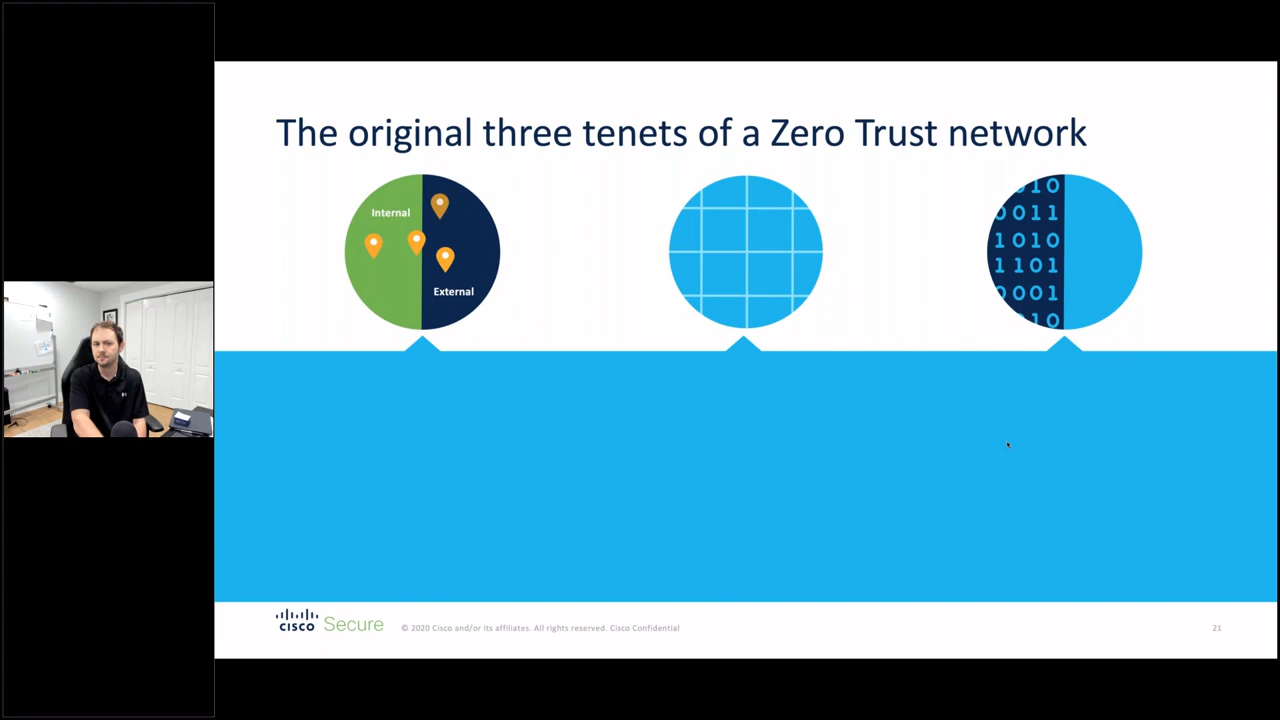 The original three tenets of a Zero Trust network
Internal
External
010
0011
1010
1101
0001
010
CISCO Secure
© 2020 Cisco and/or its affiliates. All rights reserved. Cisco Confidential
21